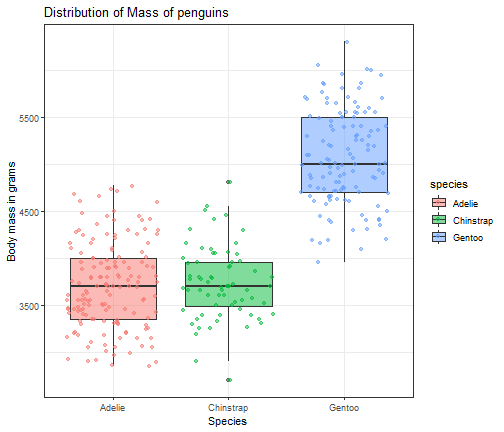 Distribution of Mass of penguins
Body mass in grams
5500
4500
3500
Adelie
Chinstrap
Gentoo
Species
species
Adelie
Chinstrap
Gentoo